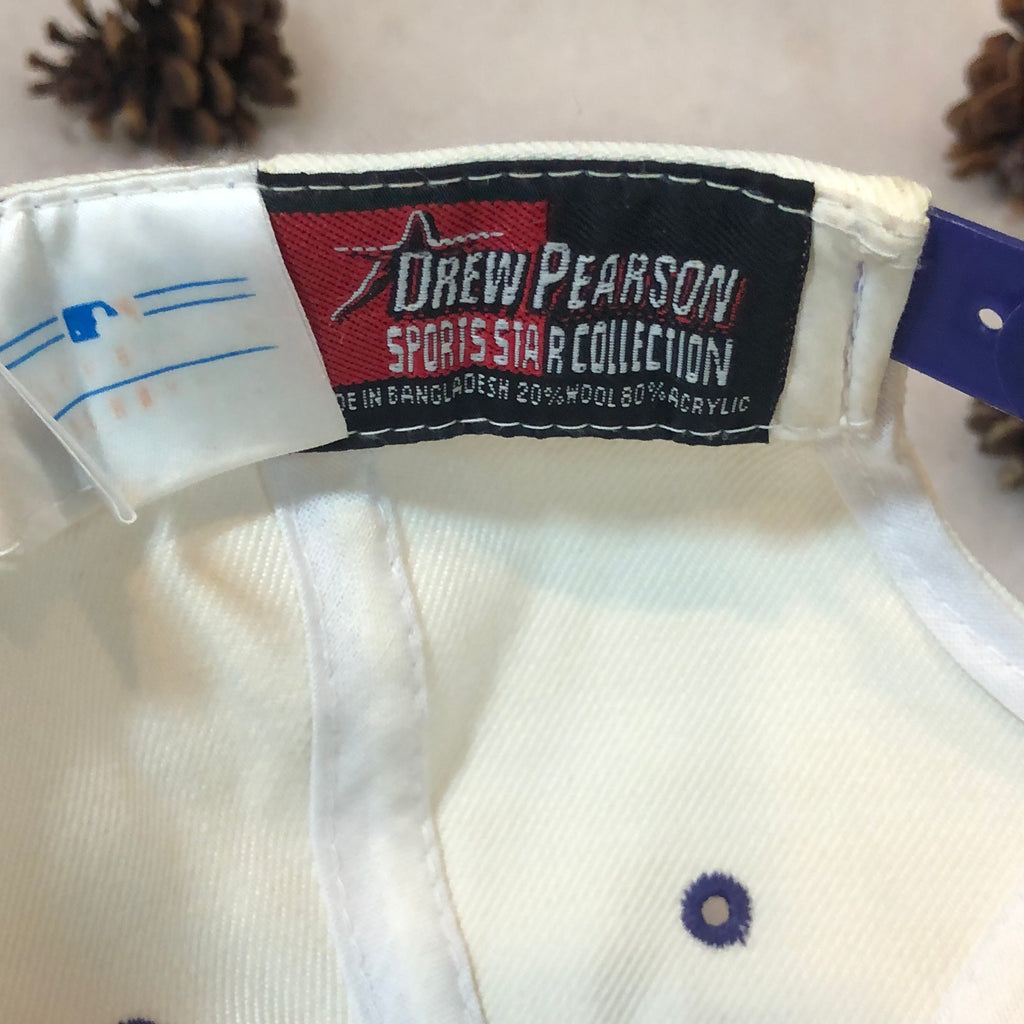 DREW PEARSON
SPORTS STAR COLLECTION
DE IN BANGLADESH 20% WOOL 80% ACRYLIC